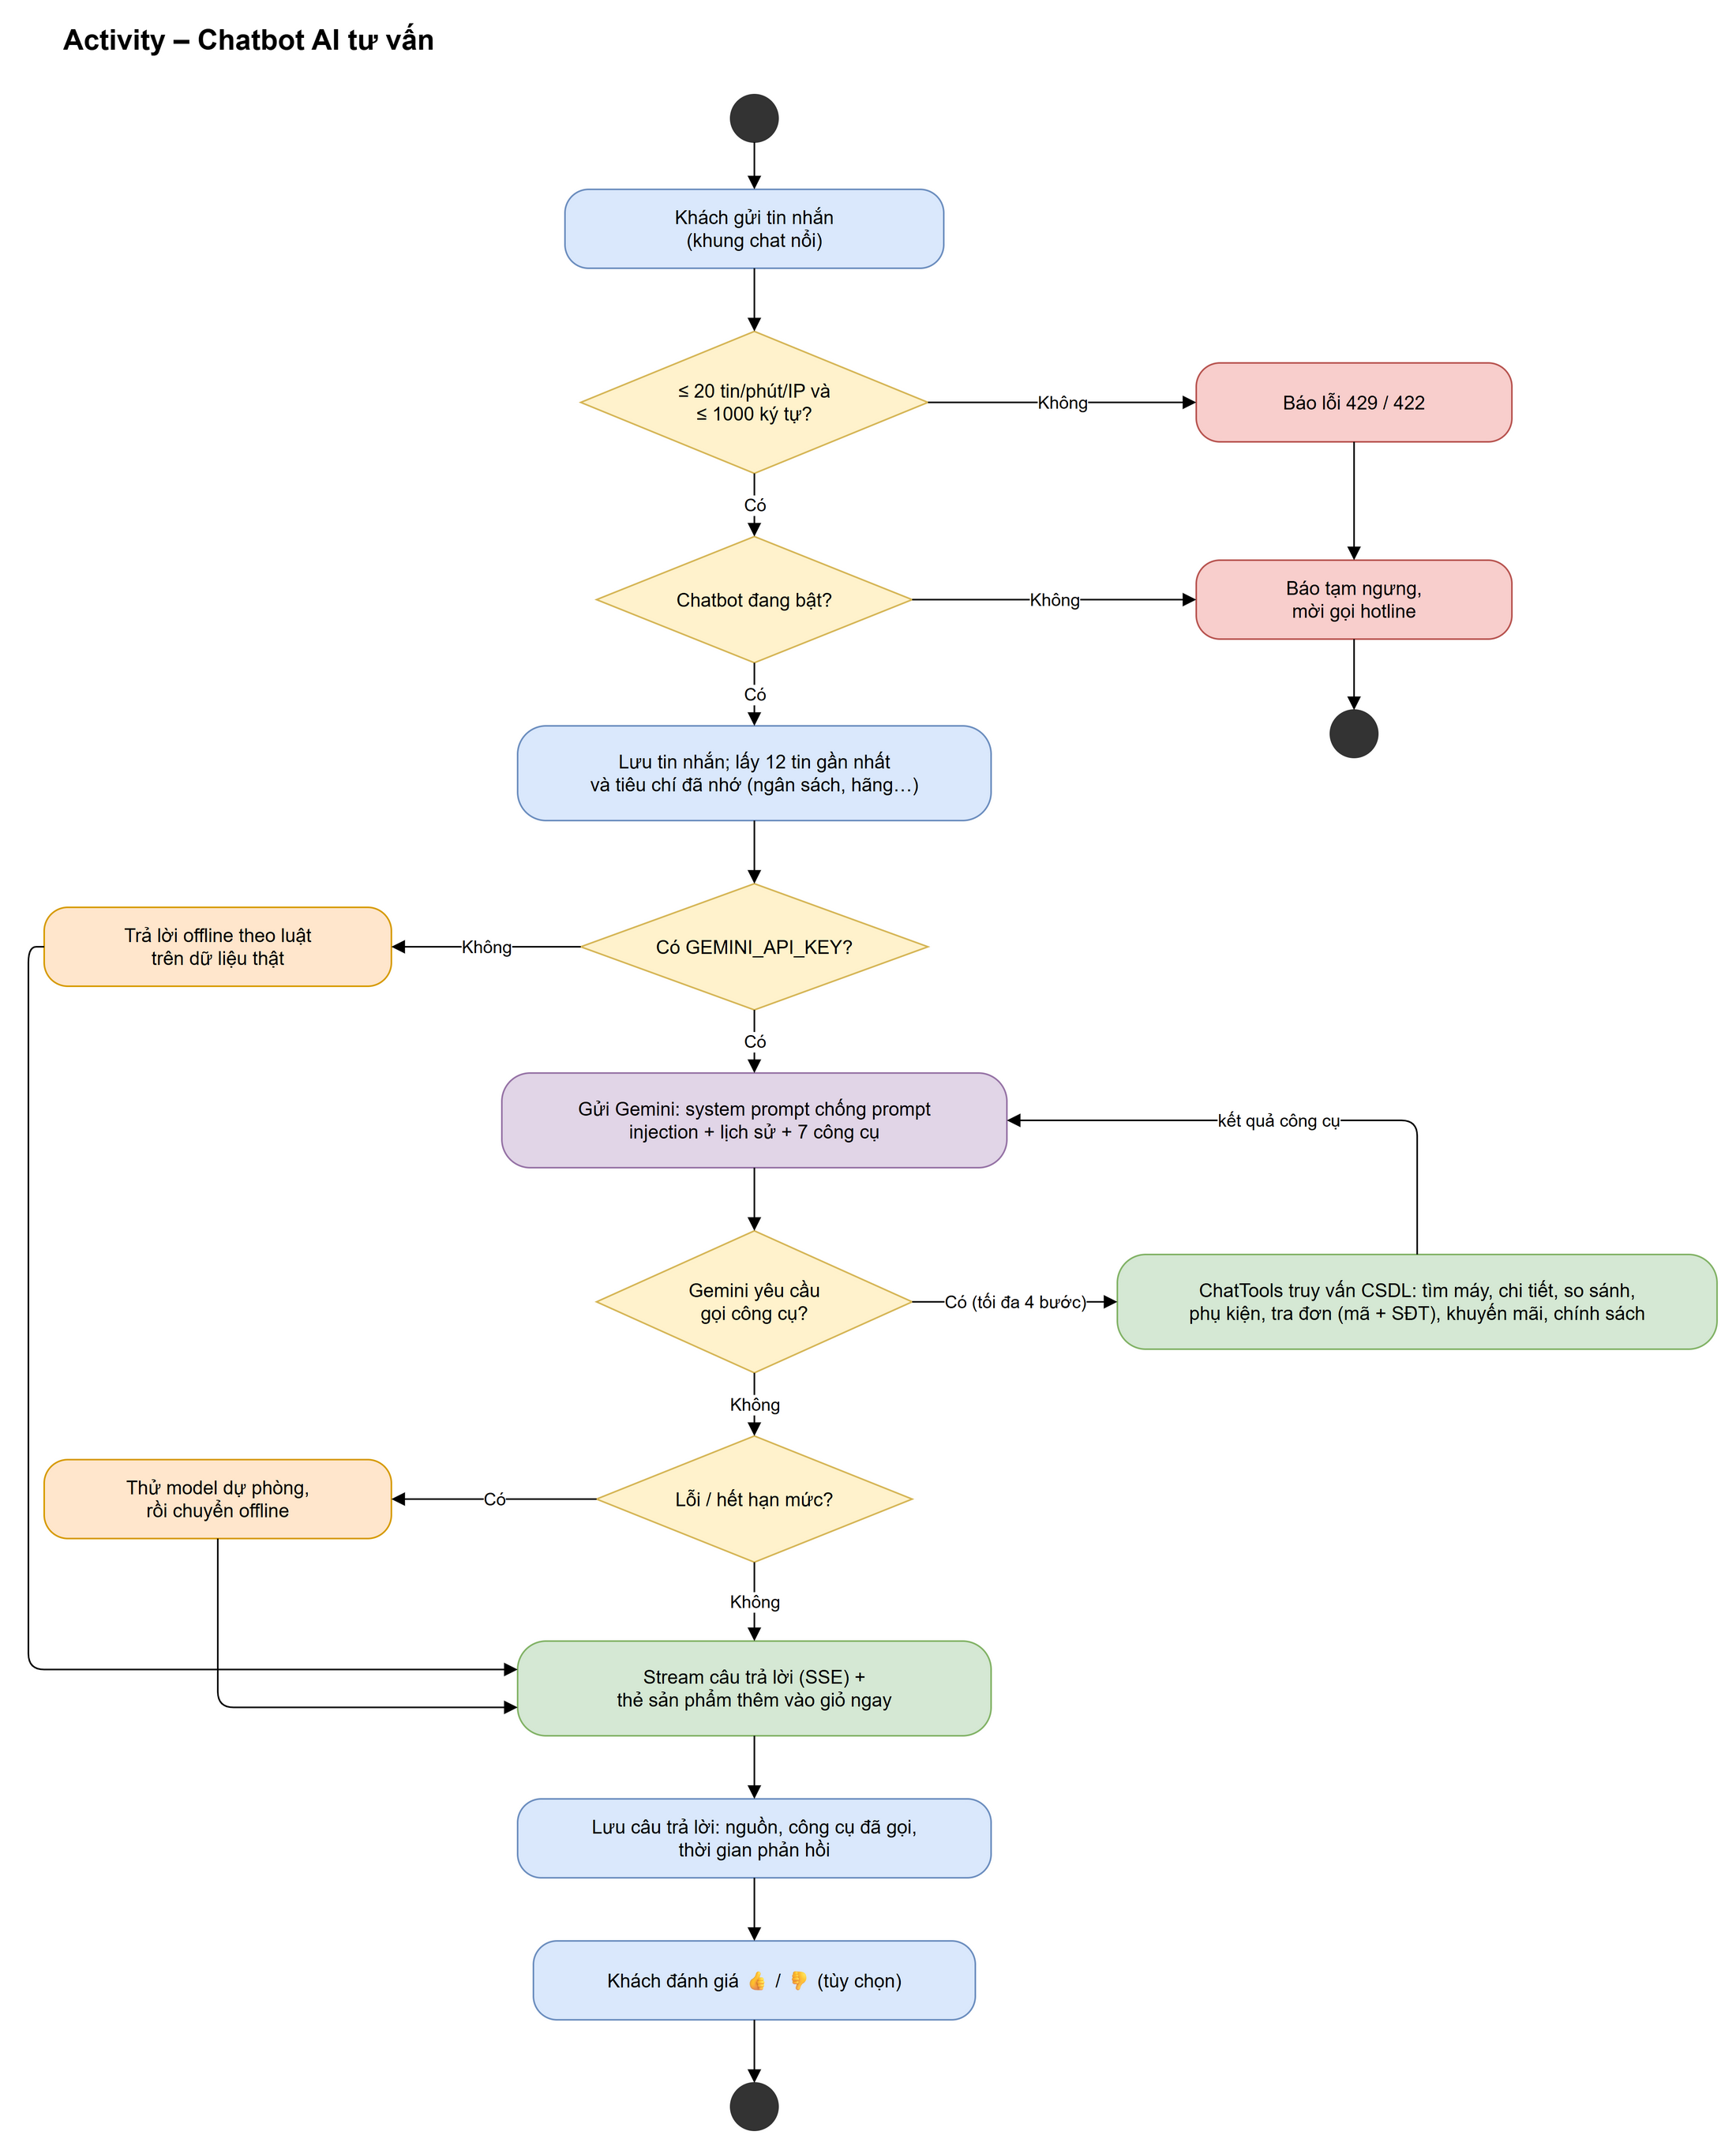 Activity – Chatbot AI tư vấn
Khách gửi tin nhắn
(khung chat nổi)
≤ 20 tin/phút/IP và
≤ 1000 ký tự?
Không
Báo lỗi 429 / 422
Có
Chatbot đang bật?
Không
Báo tạm ngưng,
mời gọi hotline
Có
Lưu tin nhắn; lấy 12 tin gần nhất
và tiêu chí đã nhớ (ngân sách, hãng…)
Trả lời offline theo luật
trên dữ liệu thật
Không
Có GEMINI_API_KEY?
Có
Gửi Gemini: system prompt chống prompt
injection + lịch sử + 7 công cụ
kết quả công cụ
Gemini yêu cầu
gọi công cụ?
Có (tối đa 4 bước)
ChatTools truy vấn CSDL: tìm máy, chi tiết, so sánh,
phụ kiện, tra đơn (mã + SĐT), khuyến mãi, chính sách
Không
Thử model dự phòng,
rồi chuyển offline
Có
Lỗi / hết hạn mức?
Không
Stream câu trả lời (SSE) +
thẻ sản phẩm thêm vào giỏ ngay
Lưu câu trả lời: nguồn, công cụ đã gọi,
thời gian phản hồi
Khách đánh giá 👍 / 👎 (tùy chọn)